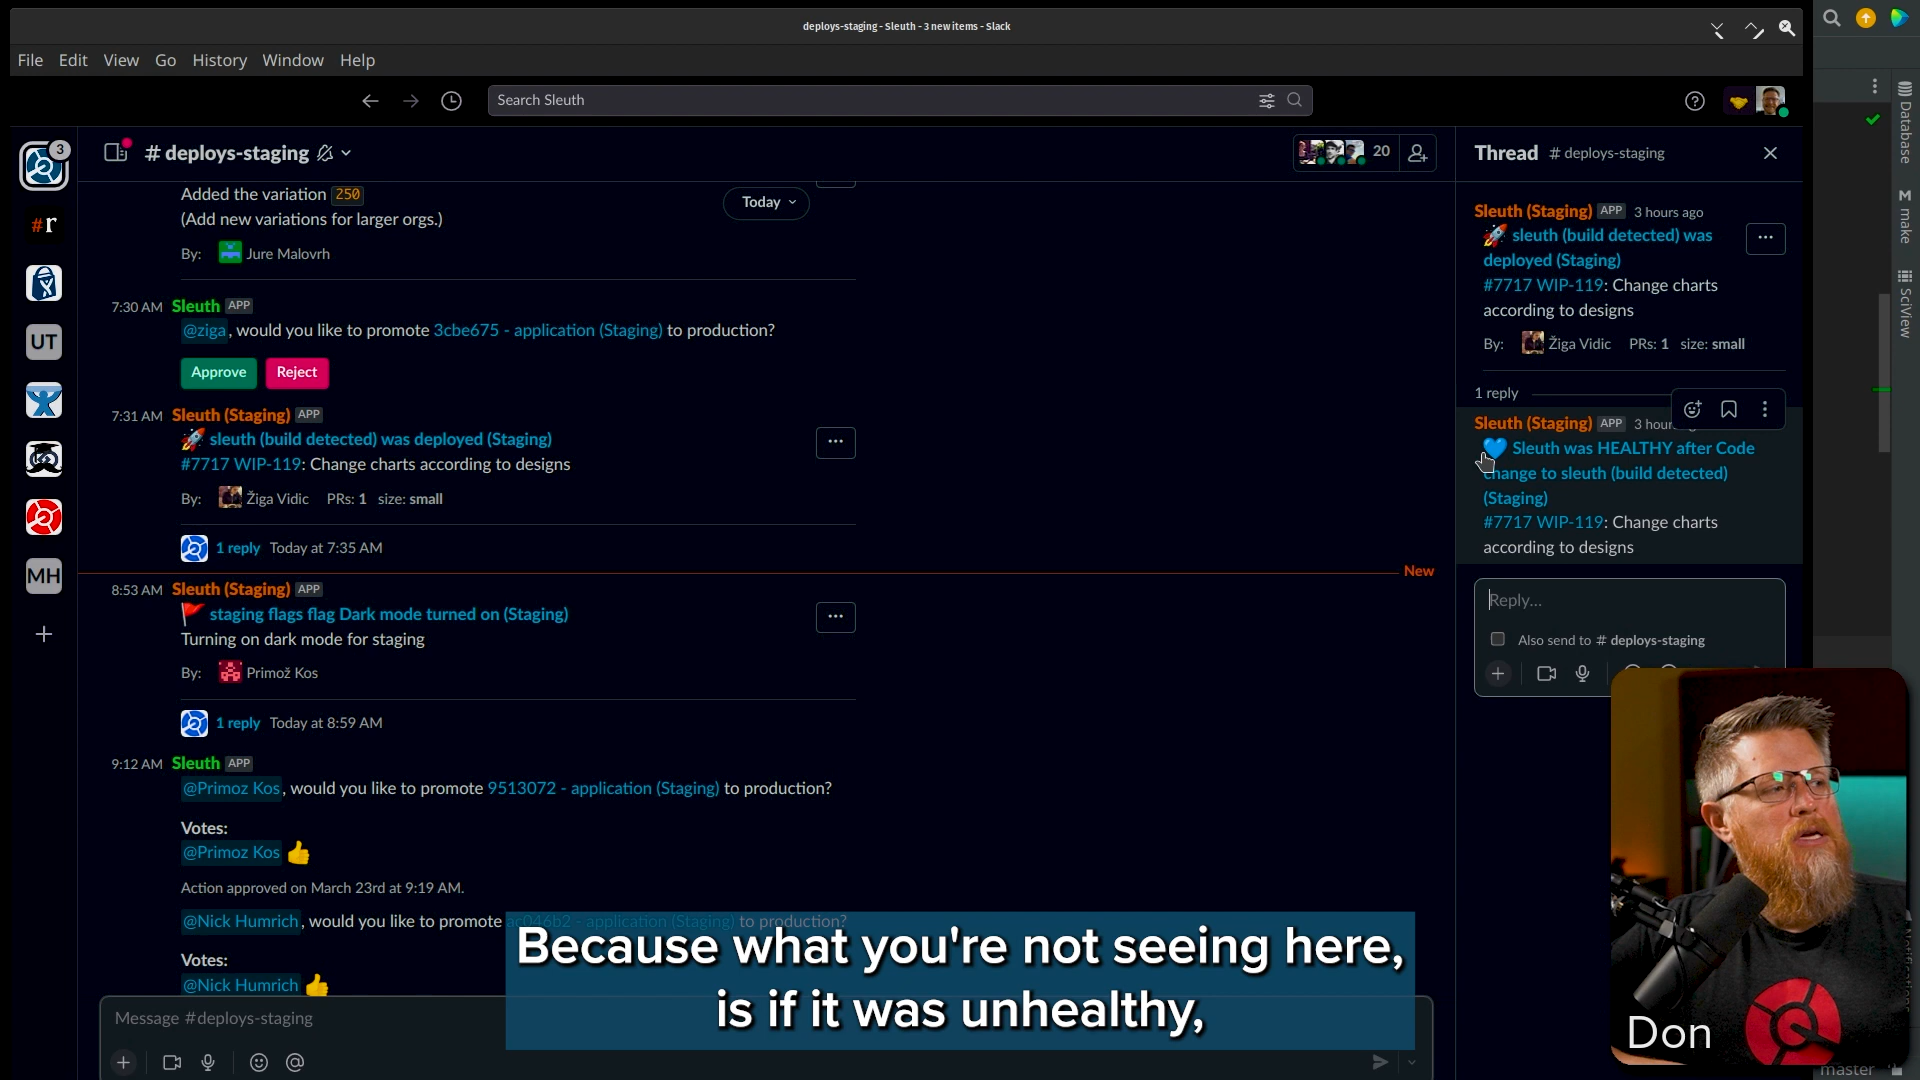 deploys-staging - Sleuth - 3 new items - Slack
File Edit View Go History Window Help
Search Sleuth
3
# deploys-staging
20
Thread # deploys-staging
#r
UT
MH
Added the variation 250
(Add new variations for larger orgs.)
Today
By: Jure Malovrh
7:30 AM Sleuth APP
@ziga, would you like to promote 3cbe675 - application (Staging) to production?
Approve Reject
7:31 AM Sleuth (Staging) APP
sleuth (build detected) was deployed (Staging)
#7717 WIP-119: Change charts according to designs
By: Žiga Vidic PRs: 1 size: small
1 reply Today at 7:35 AM
New
8:53 AM Sleuth (Staging) APP
staging flags flag Dark mode turned on (Staging)
Turning on dark mode for staging
By: Primož Kos
1 reply Today at 8:59 AM
9:12 AM Sleuth APP
@Primoz Kos, would you like to promote 9513072 - application (Staging) to production?
Votes:
@Primoz Kos
Action approved on March 23rd at 9:19 AM.
@Nick Humrich, would you like to promote ac046b2 - application (Staging) to production?
Votes:
@Nick Humrich
Message #deploys-staging
Sleuth (Staging) APP 3 hours ago
sleuth (build detected) was
deployed (Staging)
#7717 WIP-119: Change charts
according to designs
By: Žiga Vidic PRs: 1 size: small
1 reply
Sleuth (Staging) APP 3 hour
Sleuth was HEALTHY after Code
change to sleuth (build detected)
(Staging)
#7717 WIP-119: Change charts
according to designs
Reply...
Also send to # deploys-staging
Database
M make
SciView
Because what you're not seeing here,
is if it was unhealthy,
Don
master